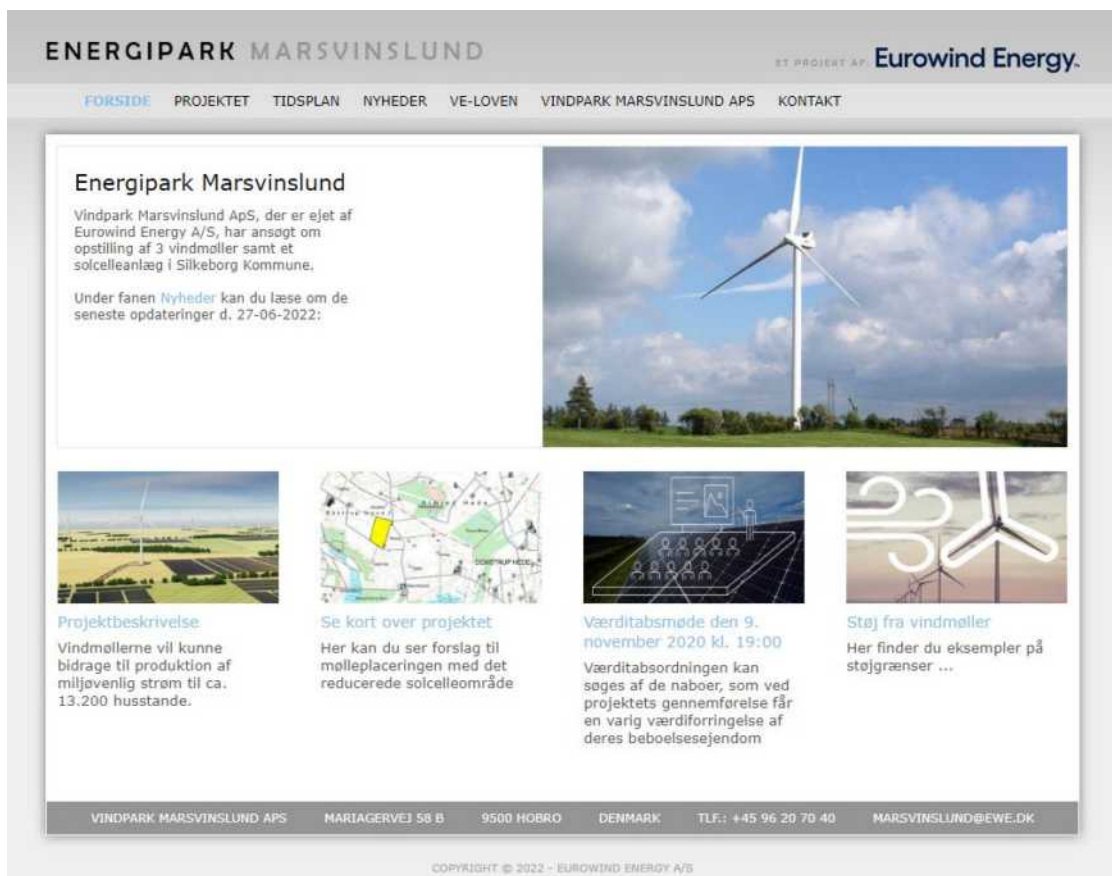 ENERGIPARK MARSVINSLUND
ET PROJEKT AF: Eurowind Energy.
FORSIDE PROJEKTET TIDSPLAN NYHEDER VE-LOVEN VINDPARK MARSVINSLUND APS KONTAKT
Energipark Marsvinslund
Vindpark Marsvinslund ApS, der er ejet af
Eurowind Energy A/S, har ansøgt om
opstilling af 3 vindmøller samt et
solcelleanlæg i Silkeborg Kommune.
Under fanen Nyheder kan du læse om de
seneste opdateringer d. 27-06-2022:
Projektbeskrivelse
Vindmøllerne vil kunne
bidrage til produktion af
miljøvenlig strøm til ca.
13.200 husstande.
Se kort over projektet
Her kan du ser forslag til
mølleplaceringen med det
reducerede solcelleområde
Værditabsmøde den 9.
november 2020 kl. 19:00
Værditabsordningen kan
søges af de naboer, som ved
projektets gennemførelse får
en varig værdiforringelse af
deres beboelsesejendom
Støj fra vindmøller
Her finder du eksempler på
støjgrænser ...
VINDPARK MARSVINSLUND APS MARIAGERVEJ 58 B 9500 HOBRO DENMARK TLF.: +45 96 20 70 40 MARSVINSLUND@EWE.DK
COPYRIGHT © 2022 - EUROWIND ENERGY A/S